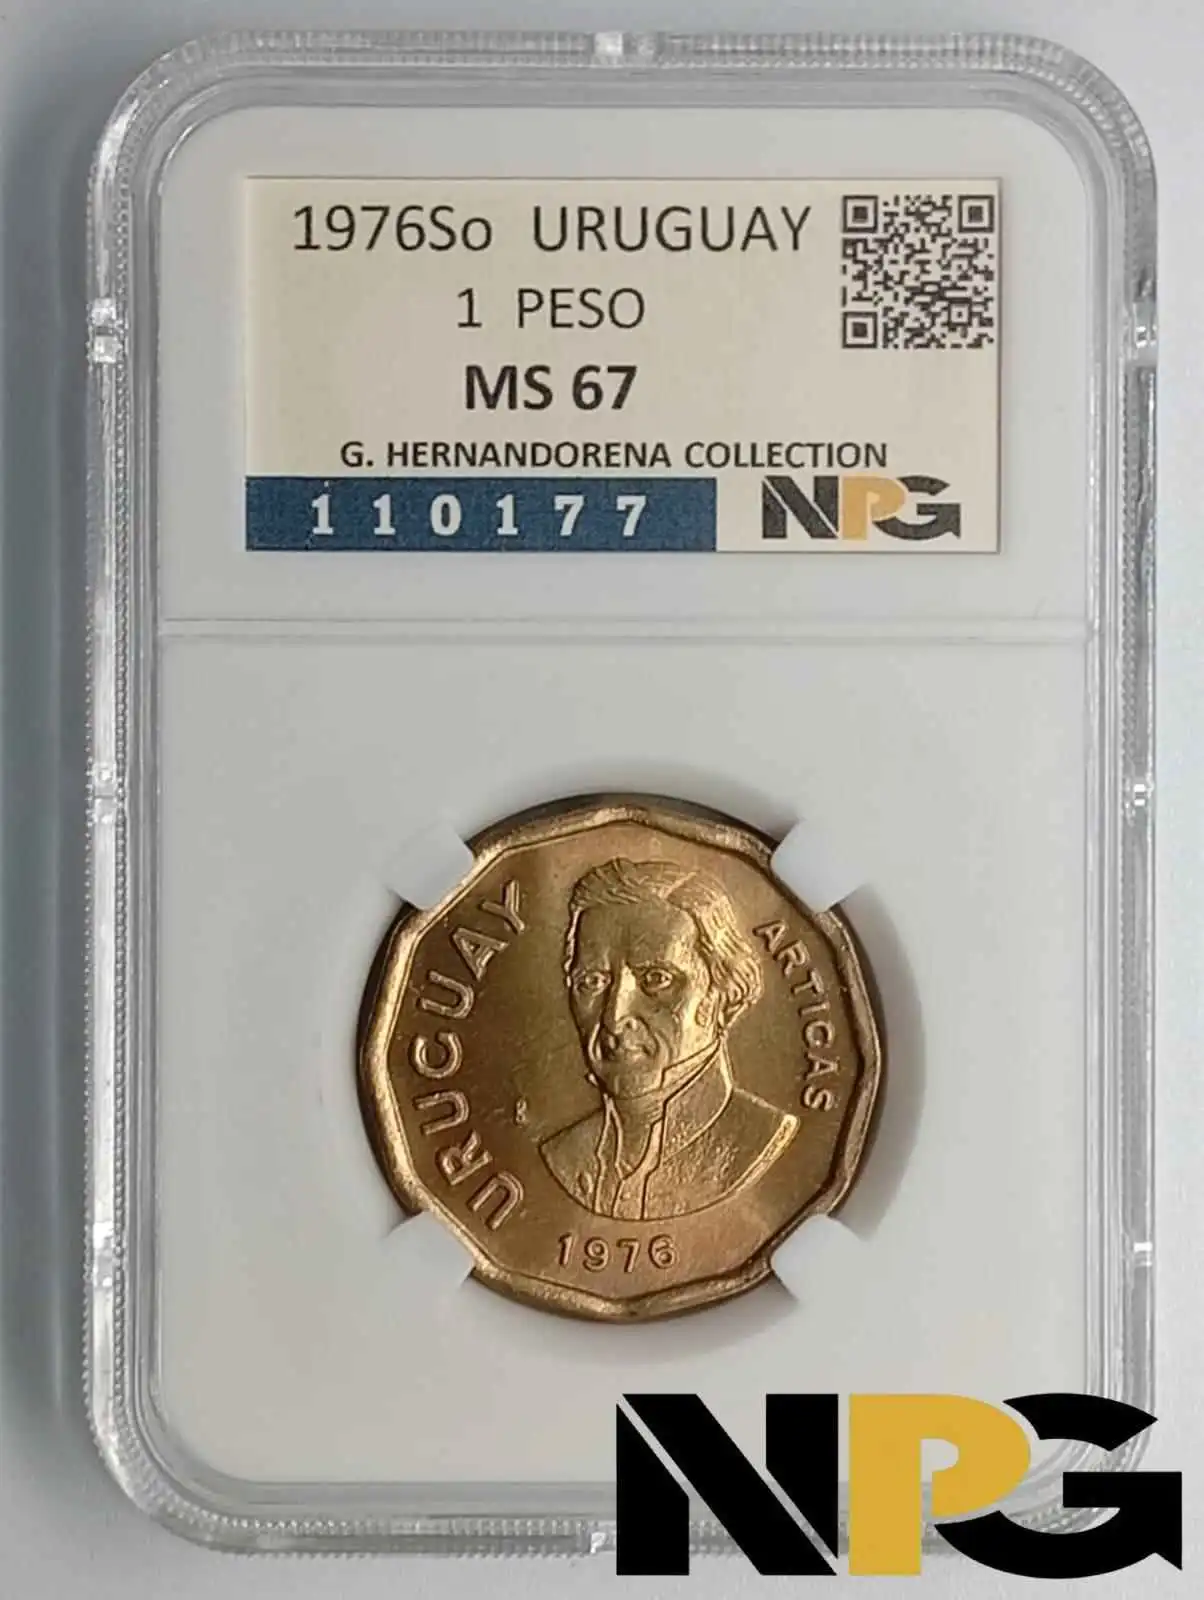 1976So URUGUAY
1 PESO
MS 67
G. HERNANDORENA COLLECTION
110177
NPG
URUGUAY
ARTIGAS
1976
NPG